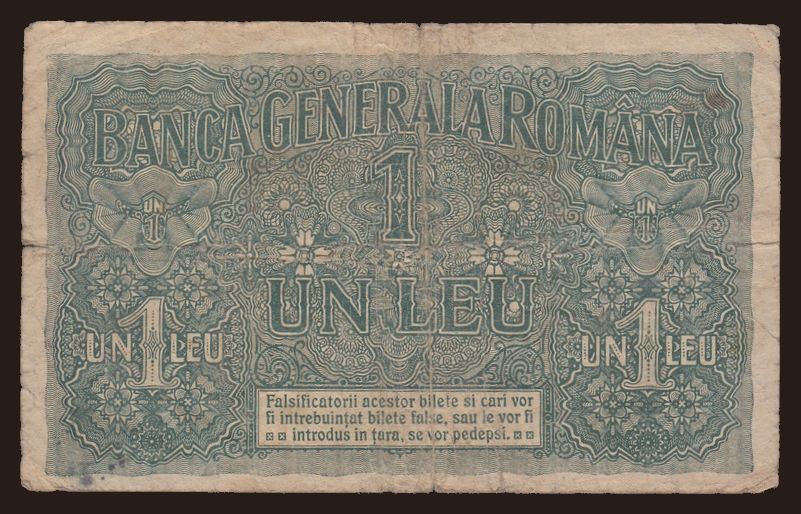 BANCA GENERALA ROMÂNA
1
UN
1
UN
1
UN LEU
UN 1 LEU
UN 1 LEU
Falsificatorii acestor bilete si cari vor
fi intrebuințat bilete false, sau le vor fi
introdus in țara, se vor pedepsi.